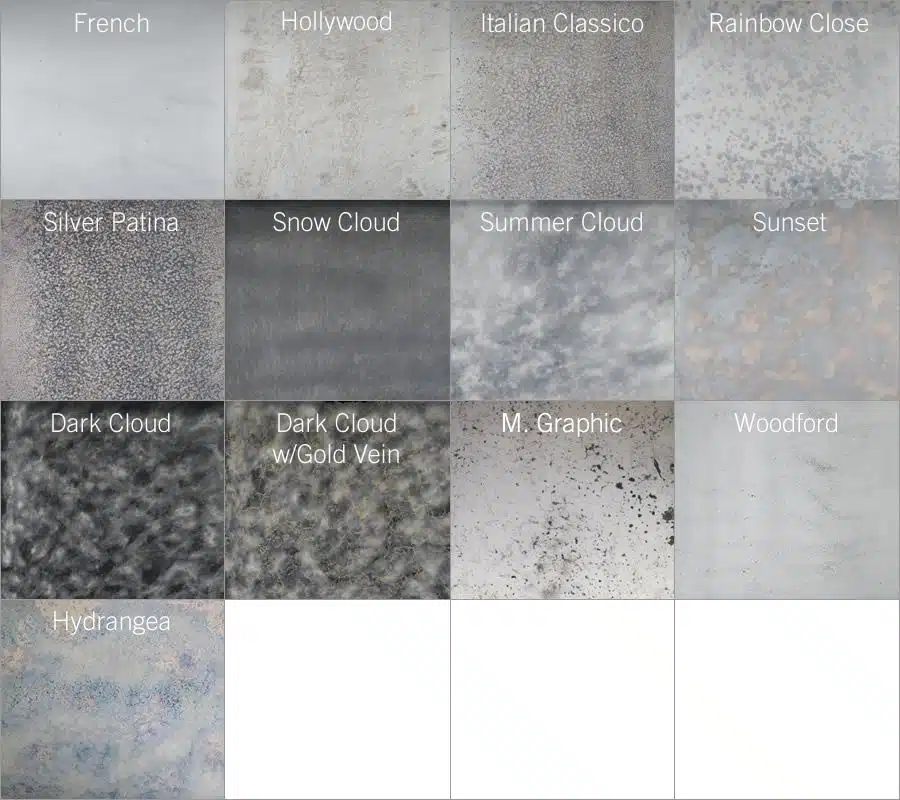 French
Hollywood
Italian Classico
Rainbow Close
Silver Patina
Snow Cloud
Summer Cloud
Sunset
Dark Cloud
Dark Cloud
w/Gold Vein
M. Graphic
Woodford
Hydrangea